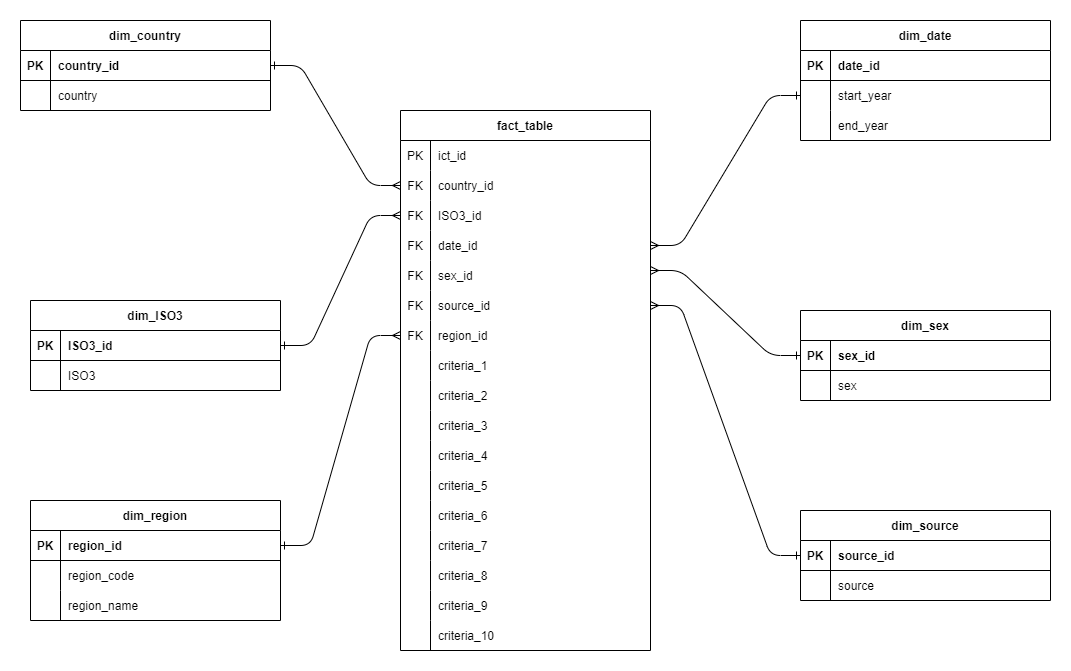 dim_country
PK country_id
country
dim_ISO3
PK ISO3_id
ISO3
dim_region
PK region_id
region_code
region_name
fact_table
PK ict_id
FK country_id
FK ISO3_id
FK date_id
FK sex_id
FK source_id
FK region_id
criteria_1
criteria_2
criteria_3
criteria_4
criteria_5
criteria_6
criteria_7
criteria_8
criteria_9
criteria_10
dim_date
PK date_id
start_year
end_year
dim_sex
PK sex_id
sex
dim_source
PK source_id
source